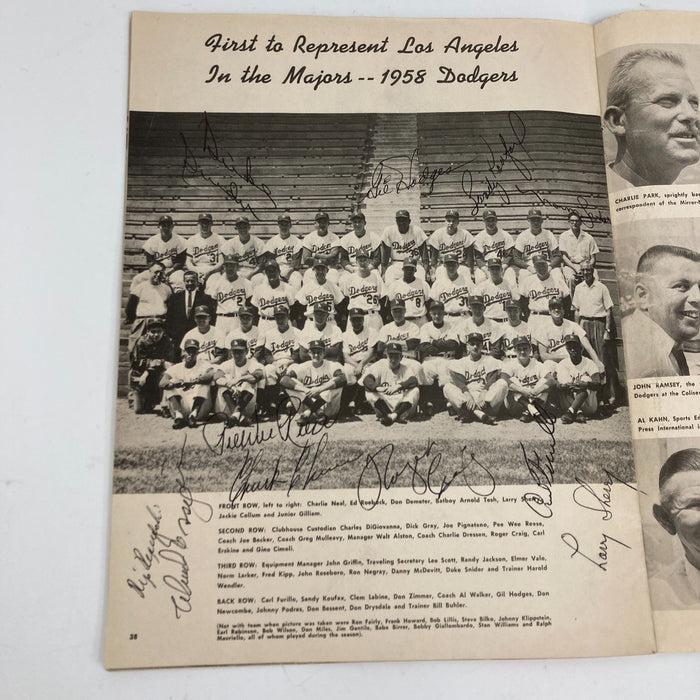 First to Represent Los Angeles
In the Majors -- 1958 Dodgers
Gil Hodges
Sandy Koufax
Roger Craig
Larry Sherry
FRONT ROW, left to right: Charlie Neal, Ed Roebuck, Don Demeter, Batboy Arnold Tesh, Larry Sherry,
Jackie Collum and Junior Gilliam.
SECOND ROW: Clubhouse Custodian Charles DiGiovanna, Dick Gray, Joe Pignatano, Pee Wee Reese,
Coach Joe Becker, Coach Greg Mulleavy, Manager Walt Alston, Coach Charlie Dressen, Roger Craig, Carl
Erskine and Gino Cimoli.
THIRD ROW: Equipment Manager John Griffin, Traveling Secretary Lee Scott, Randy Jackson, Elmer Valo,
Norm Larker, Fred Kipp, John Roseboro, Ron Negray, Danny McDevitt, Duke Snider and Trainer Harold
Wendler.
BACK ROW: Carl Furillo, Sandy Koufax, Clem Labine, Don Zimmer, Coach Al Walker, Gil Hodges, Don
Newcombe, Johnny Podres, Don Bessent, Don Drysdale and Trainer Bill Buhler.
(Not with team when picture was taken were Ron Fairly, Frank Howard, Bob Lillis, Steve Bilko, Johnny Klippstein,
Earl Robinson, Bob Wilson, Don Miles, Jim Gentile, Babe Birrer, Bobby Giallombardo, Stan Williams and Ralph
Mauriello, all of whom played during the season).
38
CHARLIE PARK, sprightly
correspondent of the Mirror-
JOHN RAMSEY, the
Dodgers at the Colise
AL KAHN, Sports Ed
Press International i